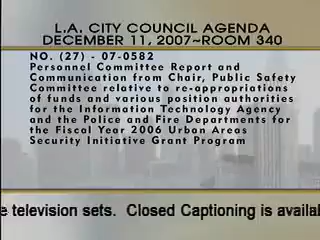 L.A. CITY COUNCIL AGENDA
DECEMBER 11, 2007~ROOM 340
NO. (27) - 07-0582
Personnel Committee Report and
Communication from Chair, Public Safety
Committee relative to re-appropriations
of funds and various position authorities
for the Information Technology Agency
and the Police and Fire Departments for
the Fiscal Year 2006 Urban Areas
Security Initiative Grant Program
e television sets.  Closed Captioning is availa